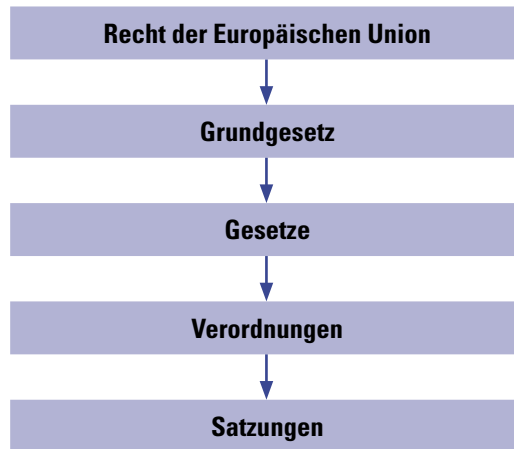 Recht der Europäischen Union
Grundgesetz
Gesetze
Verordnungen
Satzungen